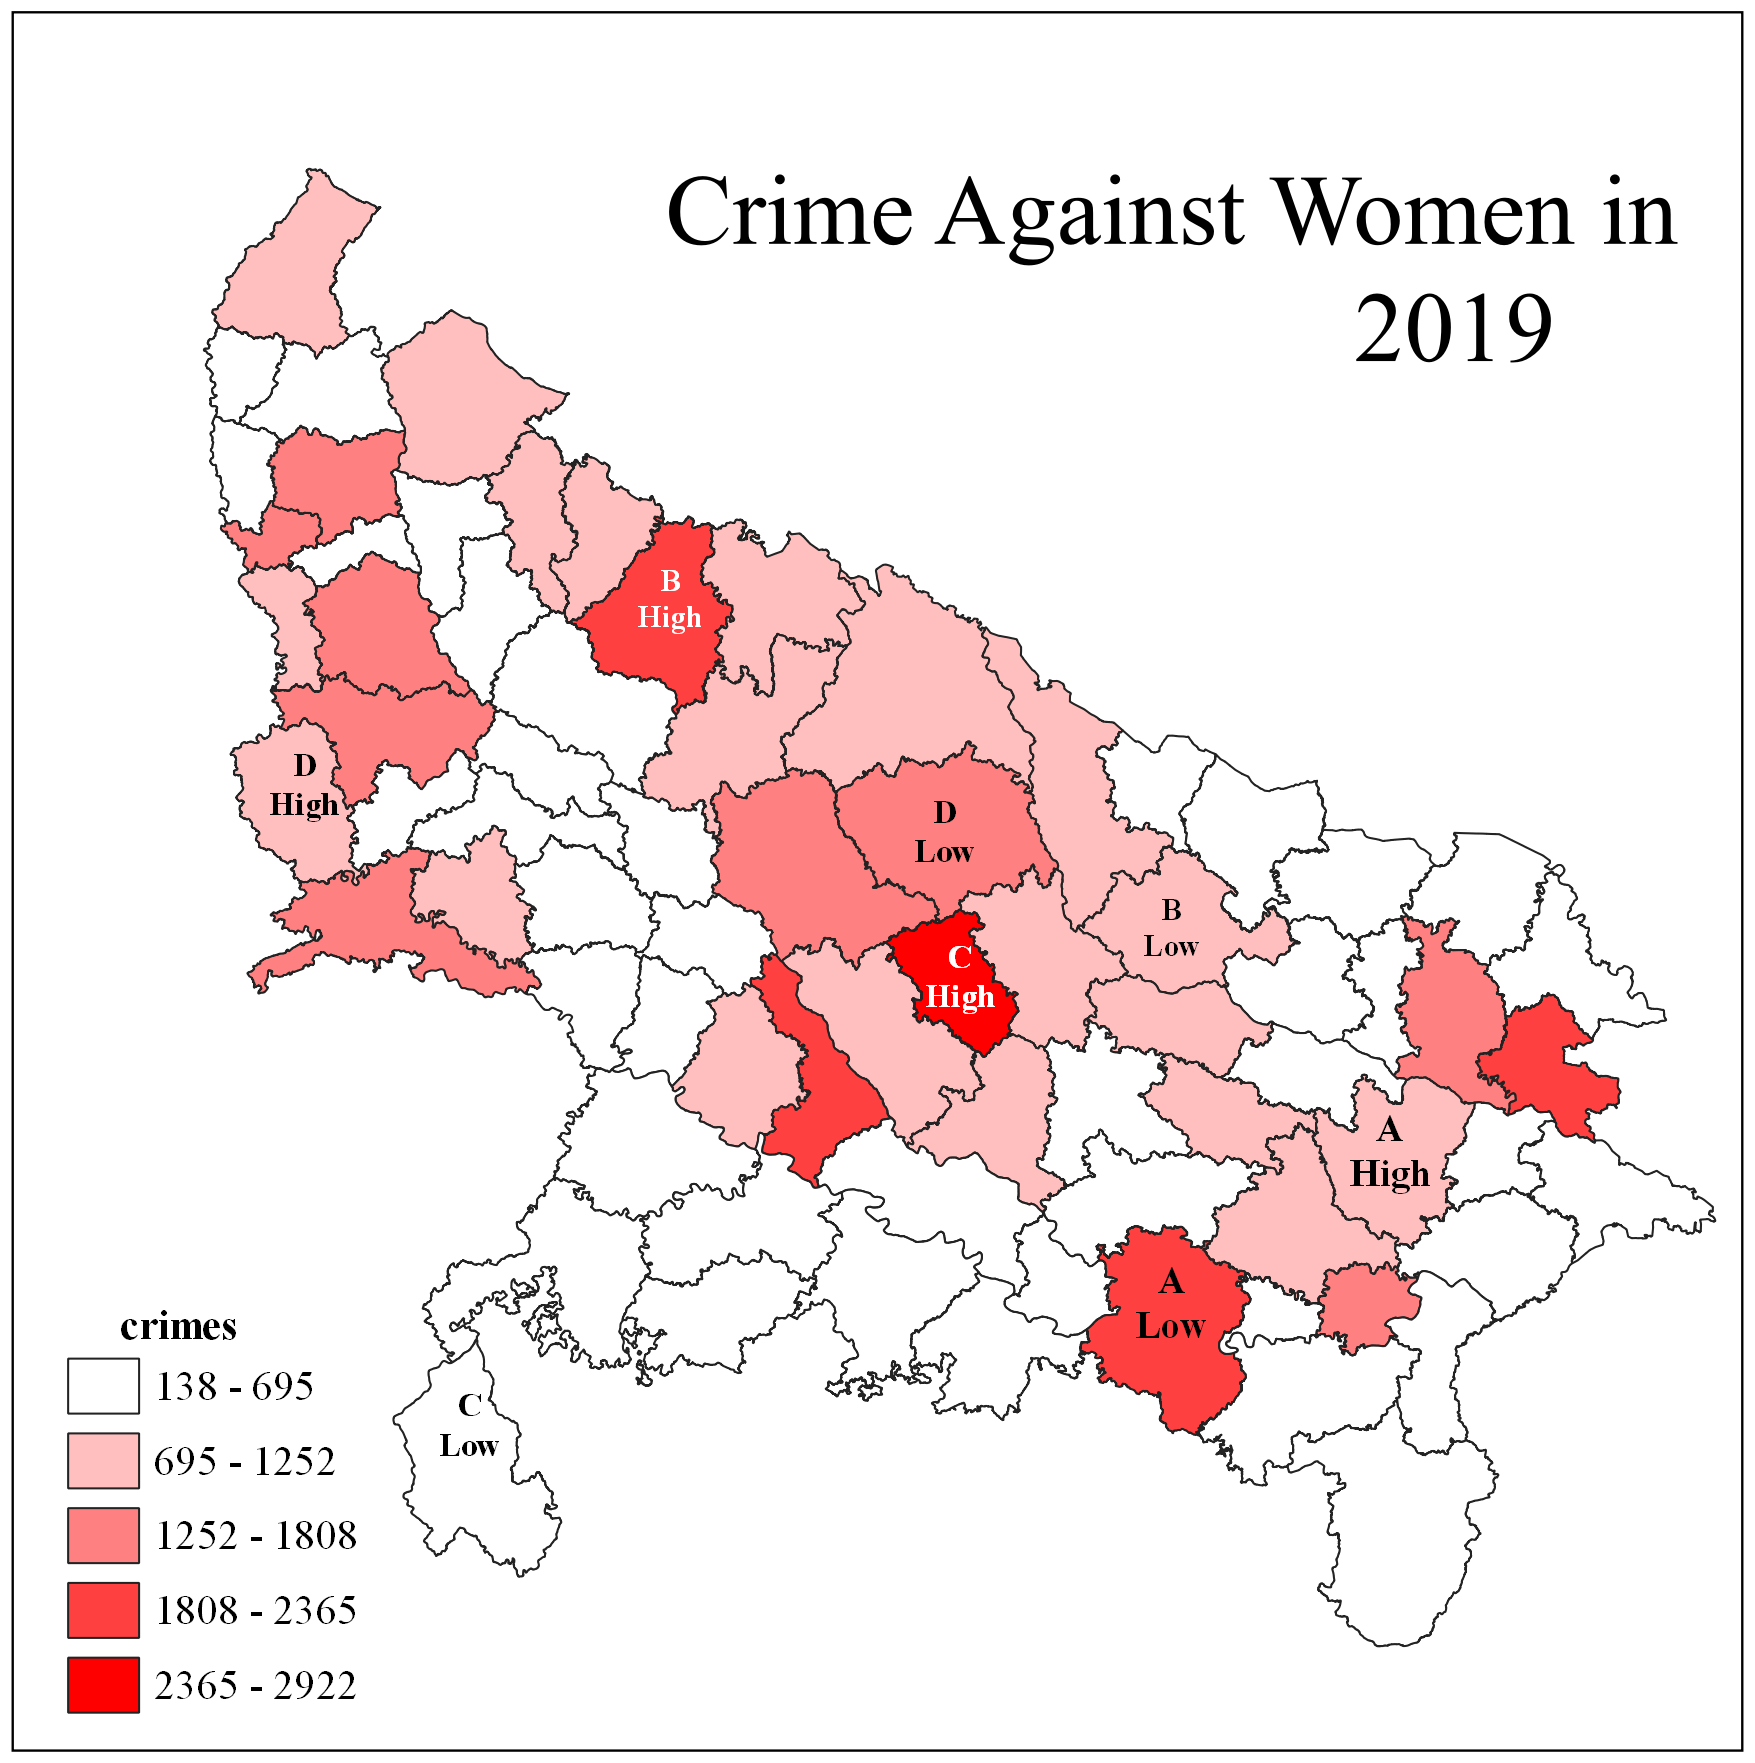 Crime Against Women in
2019
B
High
D
High
D
Low
B
Low
C
High
A
High
A
Low
C
Low
crimes
138 - 695
695 - 1252
1252 - 1808
1808 - 2365
2365 - 2922